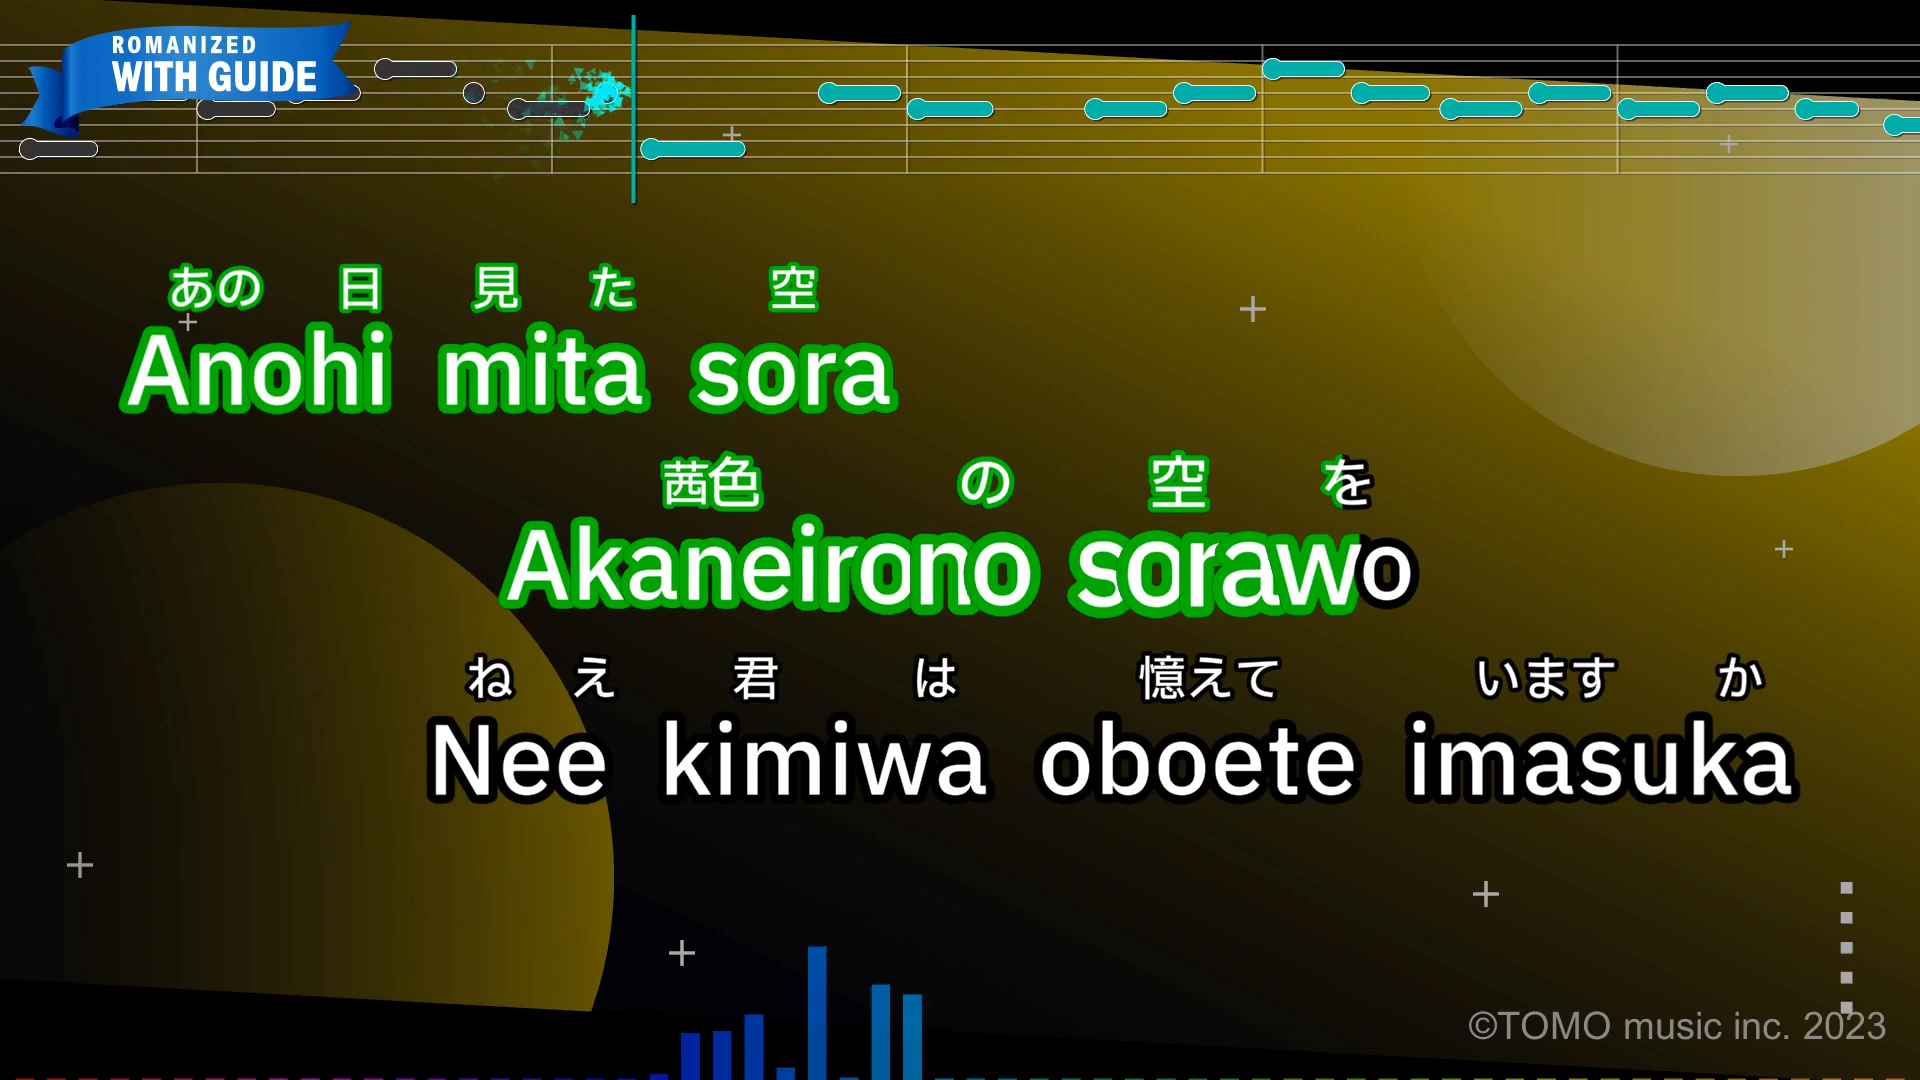 ROMANIZED
WITH GUIDE
あの 日 見 た 空
Anohi mita sora
茜色 の 空 を
Akaneirono sorawo
ね え 君 は 憶えて います か
Nee kimiwa oboete imasuka
©TOMO music inc. 2023